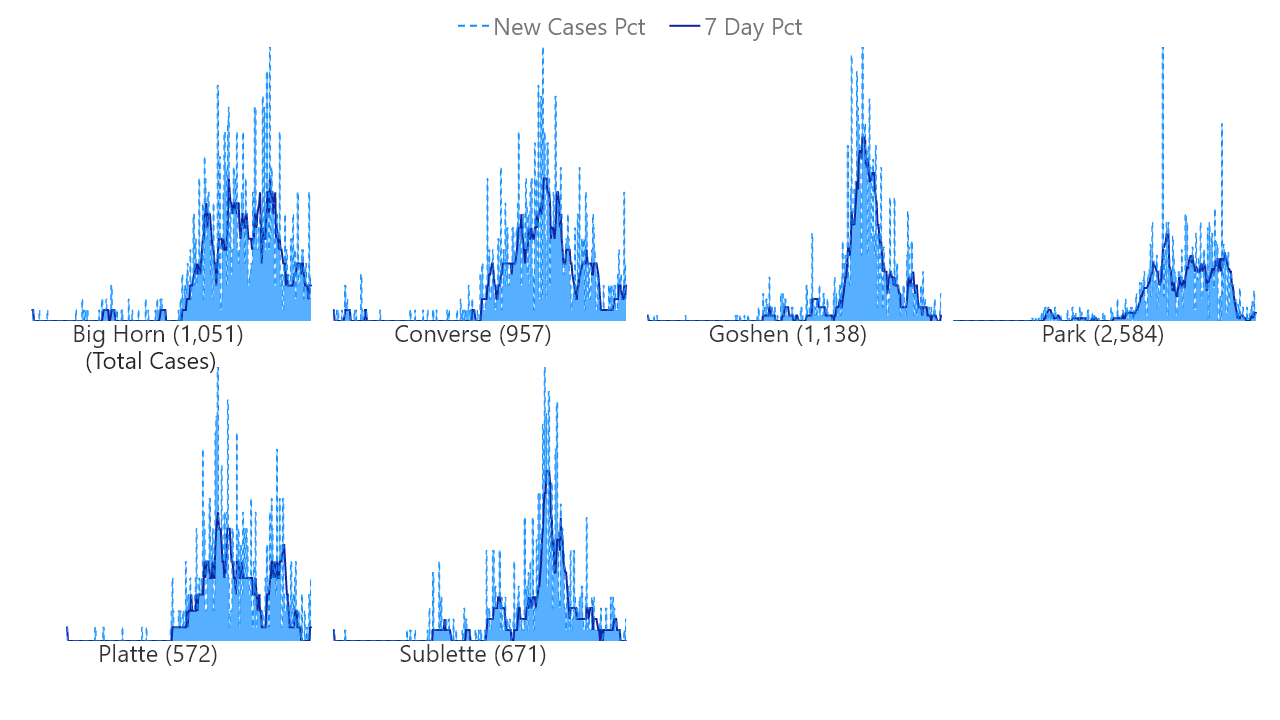 New Cases Pct 7 Day Pct
Big Horn (1,051)
(Total Cases)
Converse (957)
Goshen (1,138)
Park (2,584)
Platte (572)
Sublette (671)